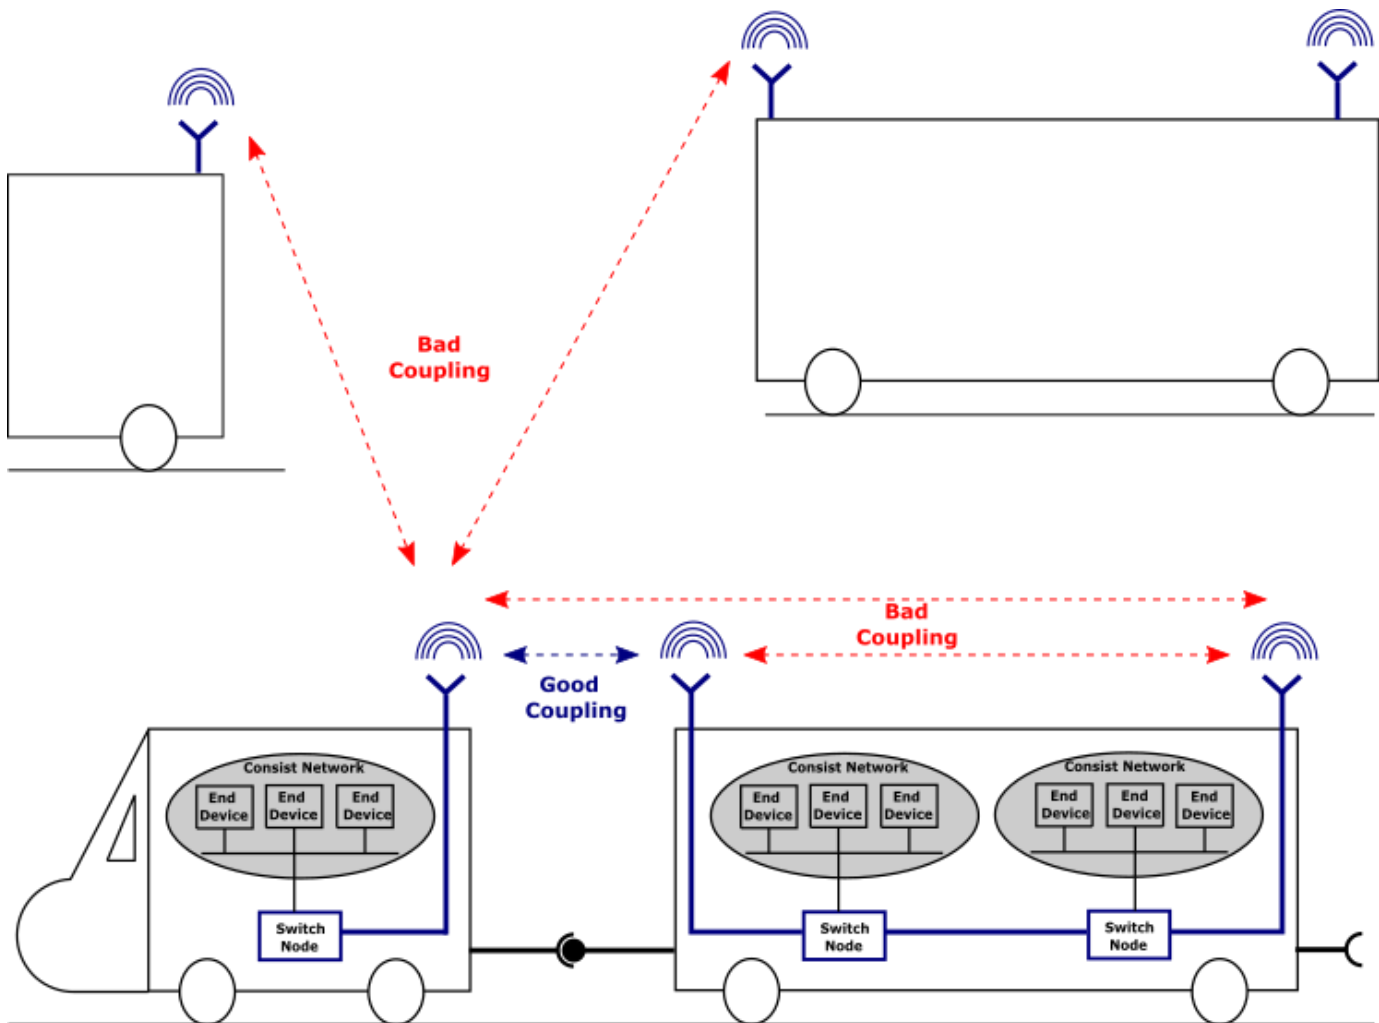 Bad
Coupling
Bad
Coupling
Good
Coupling
Consist Network
End
Device
End
Device
End
Device
Switch
Node
Consist Network
End
Device
End
Device
End
Device
Switch
Node
Consist Network
End
Device
End
Device
End
Device
Switch
Node